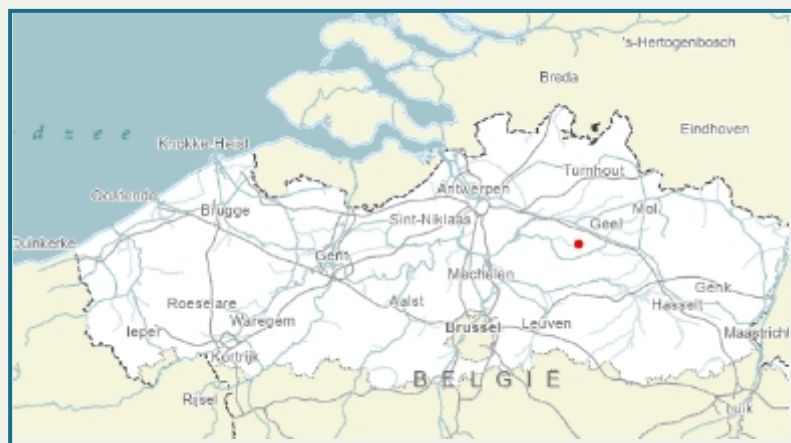 's-Hertogenbosch
Breda
d z e e
Eindhoven
Knokke-Heist
Turnhout
Antwerpen
Oostende
Mol
Brugge
Sint-Niklaas
Geel
Duinkerke
Gent
Mechelen
Genk
Roeselare
Aalst
Hasselt
Ieper
Waregem
Brussel
Leuven
Maastricht
Kortrijk
BELGIË
Rijsel
Luik